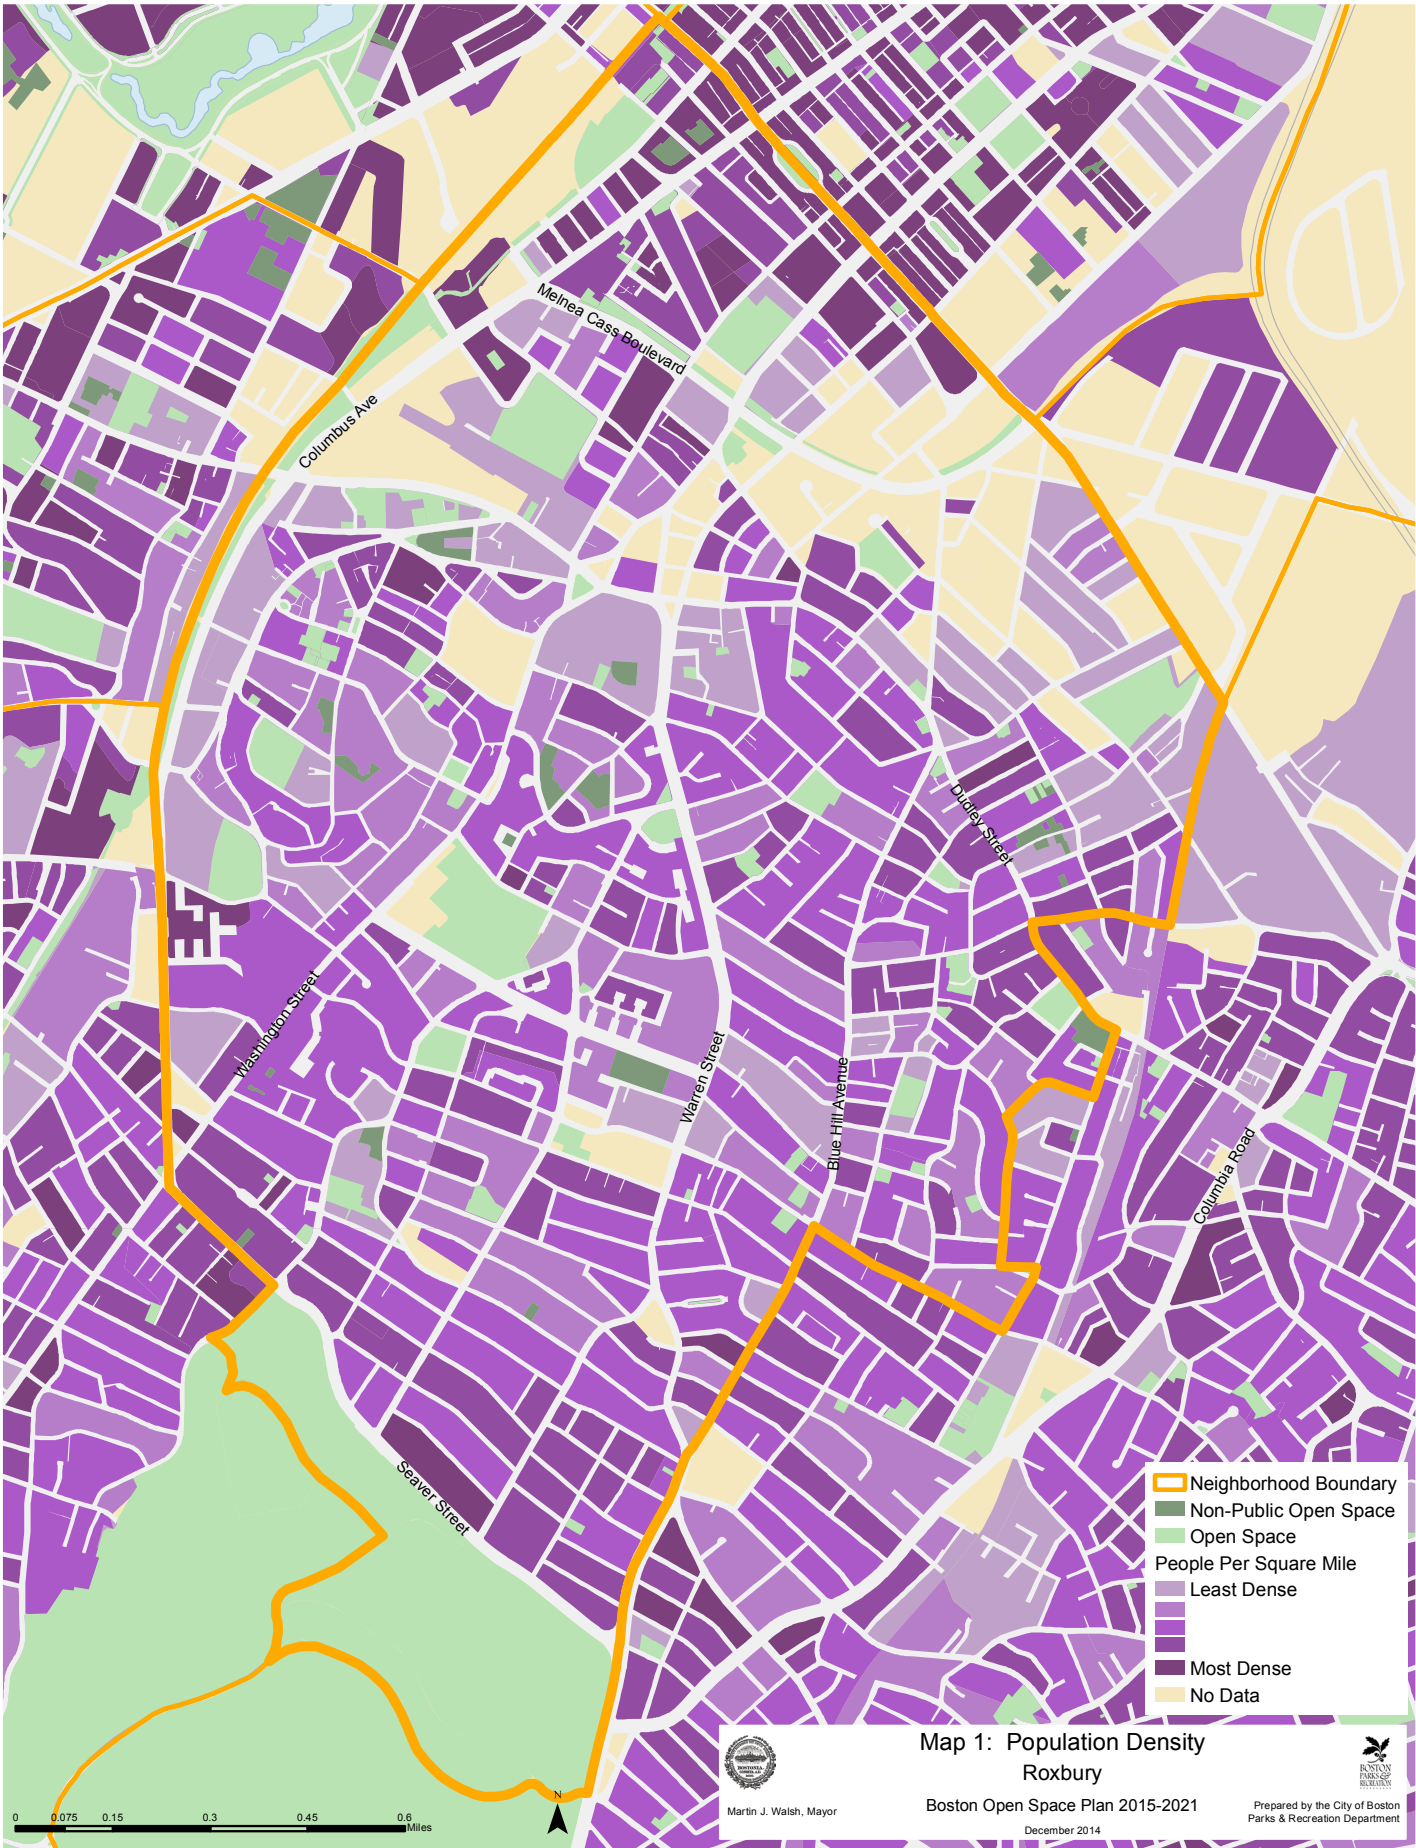 Melnea Cass Boulevard
Columbus Ave
Dudley Street
Washington Street
Warren Street
Blue Hill Avenue
Columbia Road
Seaver Street
Neighborhood Boundary
Non-Public Open Space
Open Space
People Per Square Mile
Least Dense
Most Dense
No Data
Map 1: Population Density
Roxbury
Boston Open Space Plan 2015-2021
December 2014
Martin J. Walsh, Mayor
BOSTON
PARKS &
RECREATION
Prepared by the City of Boston
Parks & Recreation Department
N
0 0.075 0.15 0.3 0.45 0.6
Miles